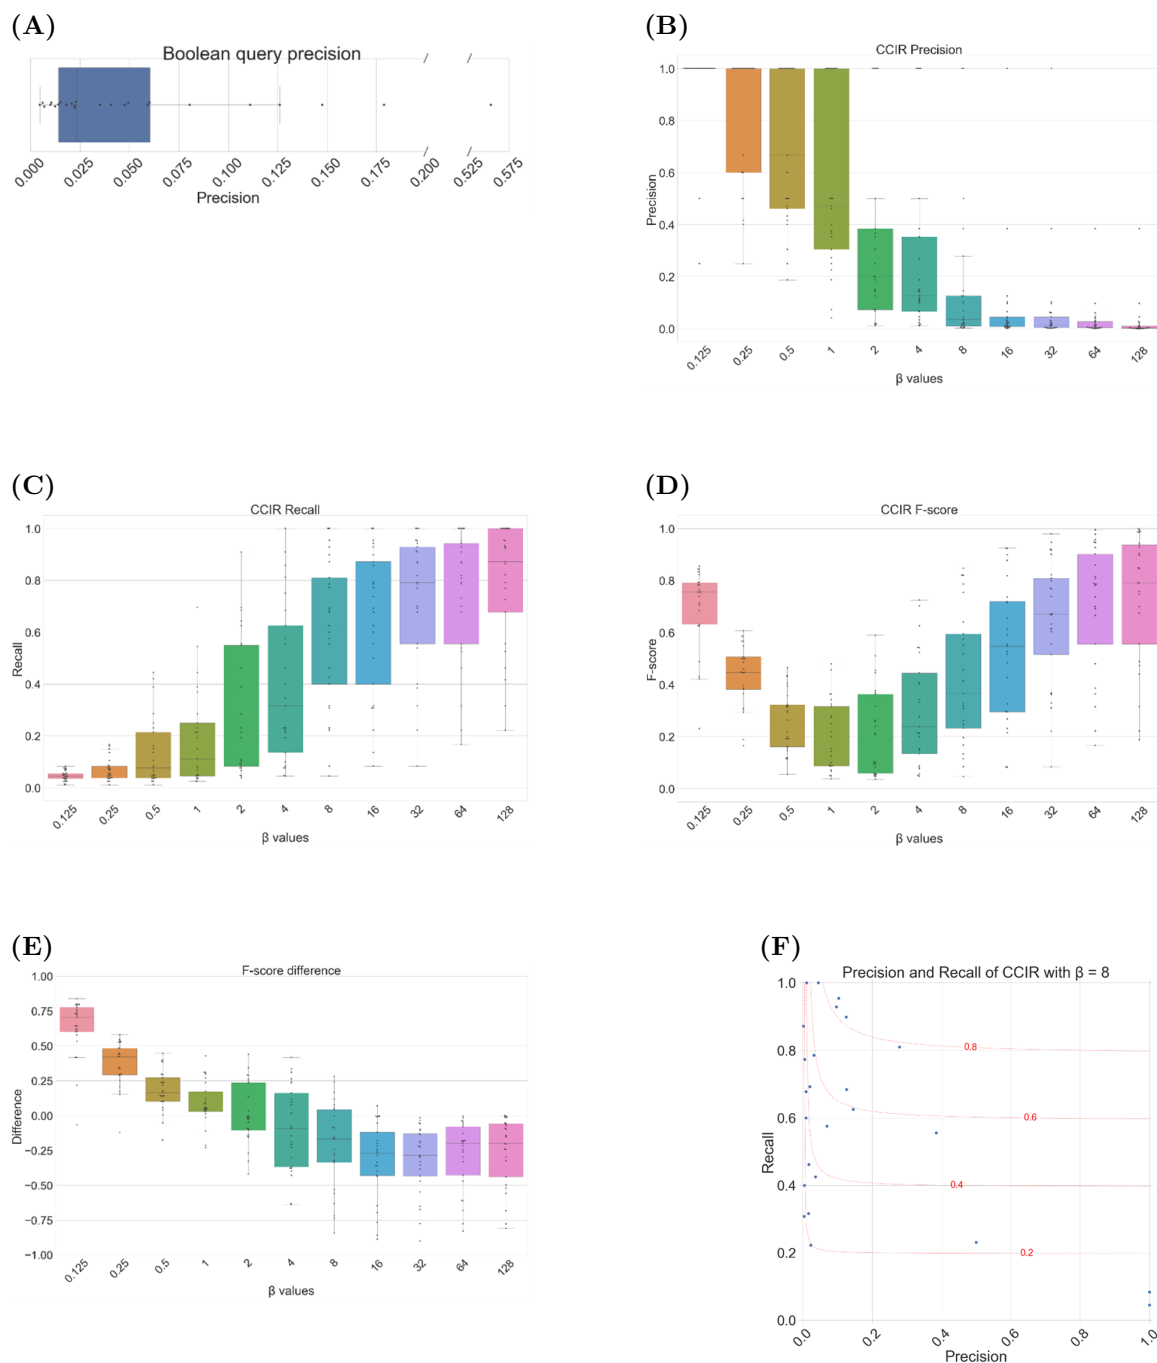 (A)
Boolean query precision
0.000 0.025 0.050 0.075 0.100 0.125 0.150 0.175 0.200 0.525 0.575
Precision
(B)
CCIR Precision
1.0
0.8
0.6
0.4
0.2
0.0
Precision
0.125 0.25 0.5 1 2 4 8 16 32 64 128
β values
(C)
CCIR Recall
1.0
0.8
0.6
0.4
0.2
0.0
Recall
0.125 0.25 0.5 1 2 4 8 16 32 64 128
β values
(D)
CCIR F-score
1.0
0.8
0.6
0.4
0.2
0.0
F-score
0.125 0.25 0.5 1 2 4 8 16 32 64 128
β values
(E)
F-score difference
1.00
0.75
0.50
0.25
0.00
−0.25
−0.50
−0.75
−1.00
Difference
0.125 0.25 0.5 1 2 4 8 16 32 64 128
β values
(F)
Precision and Recall of CCIR with β = 8
1.0
0.8
0.6
0.4
0.2
0.0
Recall
0.8
0.6
0.4
0.2
0.0 0.2 0.4 0.6 0.8 1.0
Precision